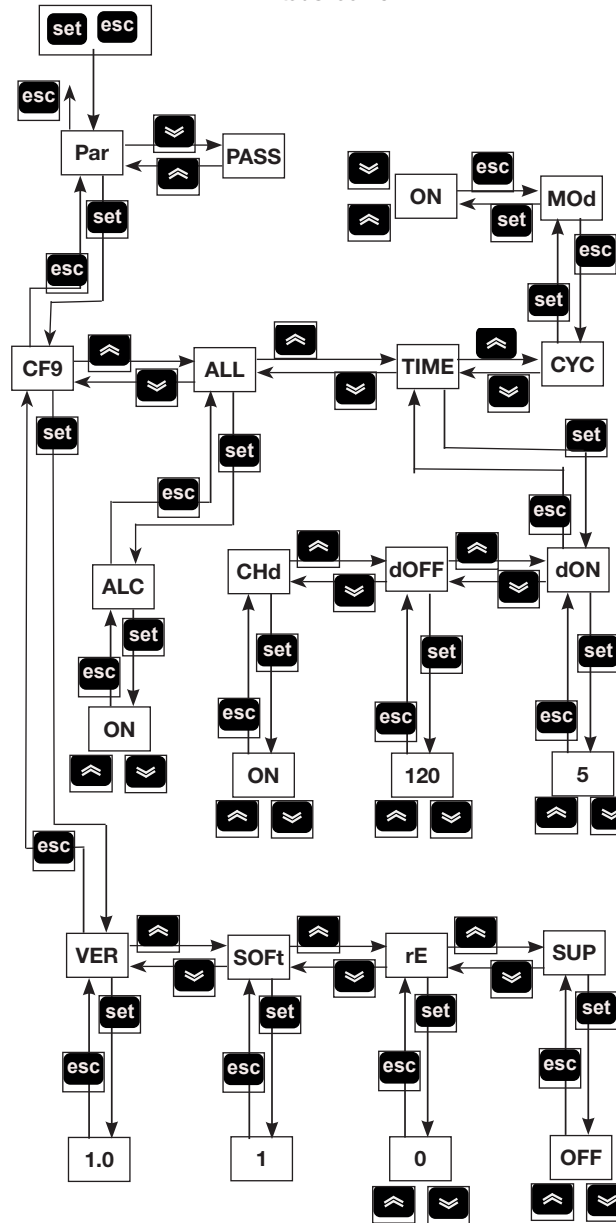 set esc
esc
Par
PASS
set
esc
ON
esc
MOd
set
esc
set
CF9
ALL
TIME
CYC
set
set
set
esc
esc
ALC
CHd
dOFF
dON
set
set
set
set
esc
esc
esc
esc
ON
ON
120
5
esc
VER
SOFt
rE
SUP
set
set
set
set
esc
esc
esc
esc
1.0
1
0
OFF